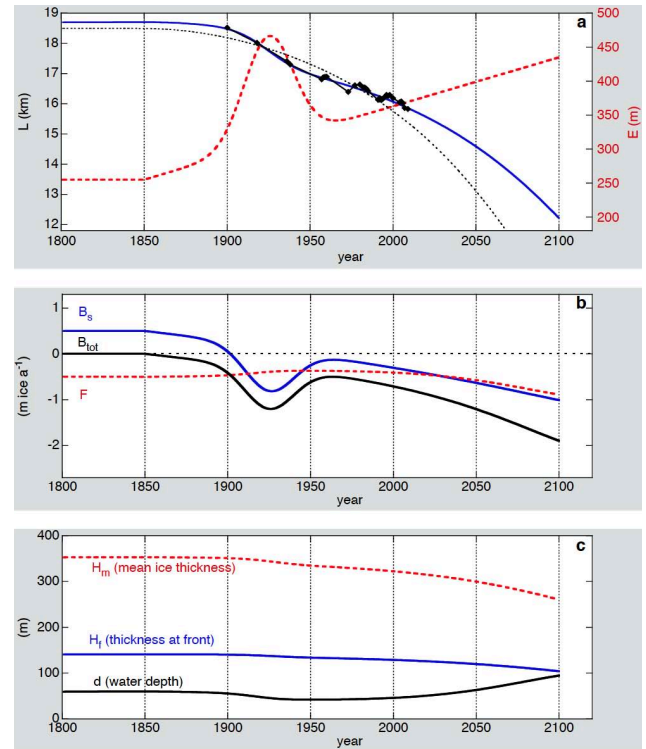 19
18
17
16
15
14
13
12
L (km)
a
500
450
400
350
300
250
200
E (m)
1800 1850 1900 1950 2000 2050 2100
year
1
0
-1
-2
(m ice a-1)
b
Bs
Btot
F
1800 1850 1900 1950 2000 2050 2100
year
400
300
200
100
0
(m)
c
Hm (mean ice thickness)
Hf (thickness at front)
d (water depth)
1800 1850 1900 1950 2000 2050 2100
year